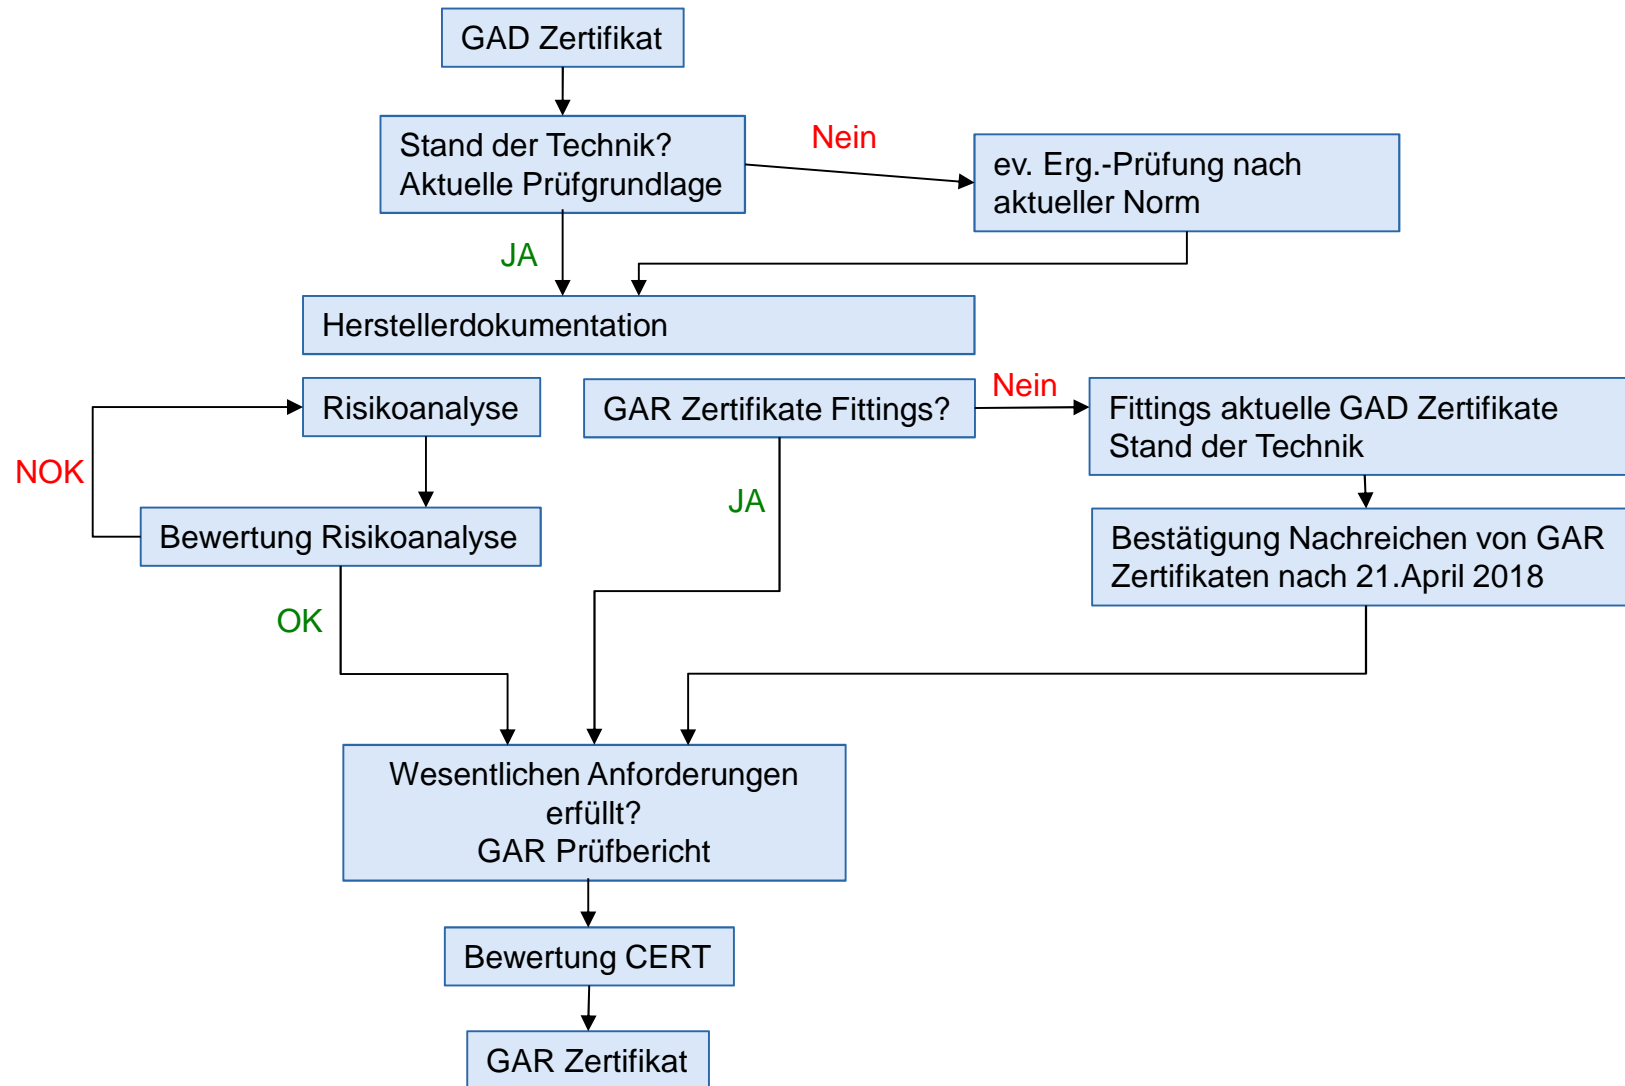 GAD Zertifikat
Stand der Technik?
Aktuelle Prüfgrundlage
Nein
ev. Erg.-Prüfung nach
aktueller Norm
JA
Herstellerdokumentation
Risikoanalyse
GAR Zertifikate Fittings?
Nein
Fittings aktuelle GAD Zertifikate
Stand der Technik
NOK
JA
Bewertung Risikoanalyse
Bestätigung Nachreichen von GAR
Zertifikaten nach 21.April 2018
OK
Wesentlichen Anforderungen
erfüllt?
GAR Prüfbericht
Bewertung CERT
GAR Zertifikat